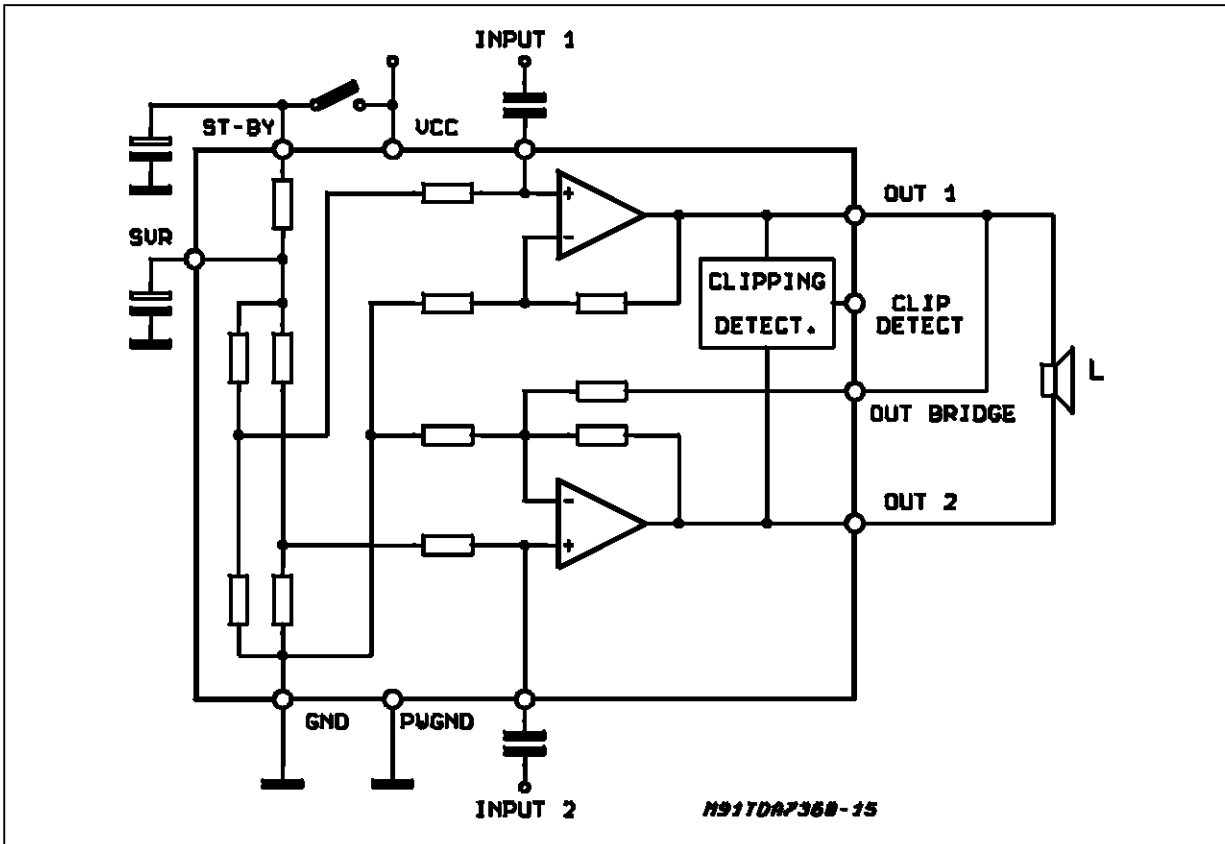 INPUT 1
ST-BY
VCC
SVR
+
-
OUT 1
CLIPPING
DETECT.
CLIP
DETECT
L
OUT BRIDGE
-
+
OUT 2
GND
PWGND
INPUT 2
M91TDA7360-15